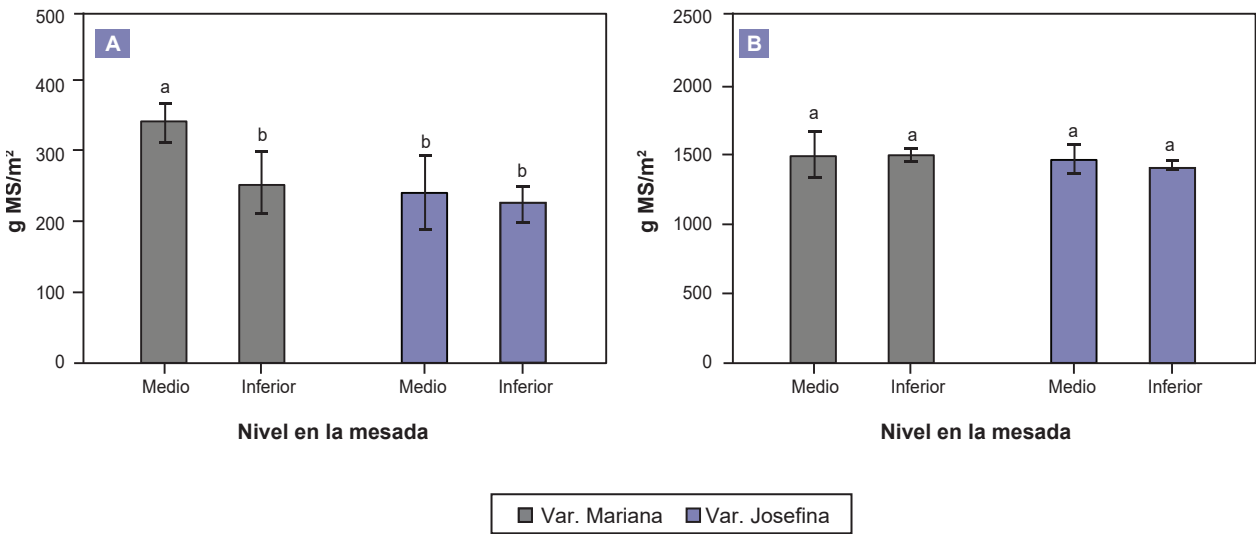 A
g MS/m²
500
400
300
200
100
0
a
b
b
b
Medio
Inferior
Medio
Inferior
Nivel en la mesada
B
g MS/m²
2500
2000
1500
1000
500
0
a
a
a
a
Medio
Inferior
Medio
Inferior
Nivel en la mesada
Var. Mariana Var. Josefina